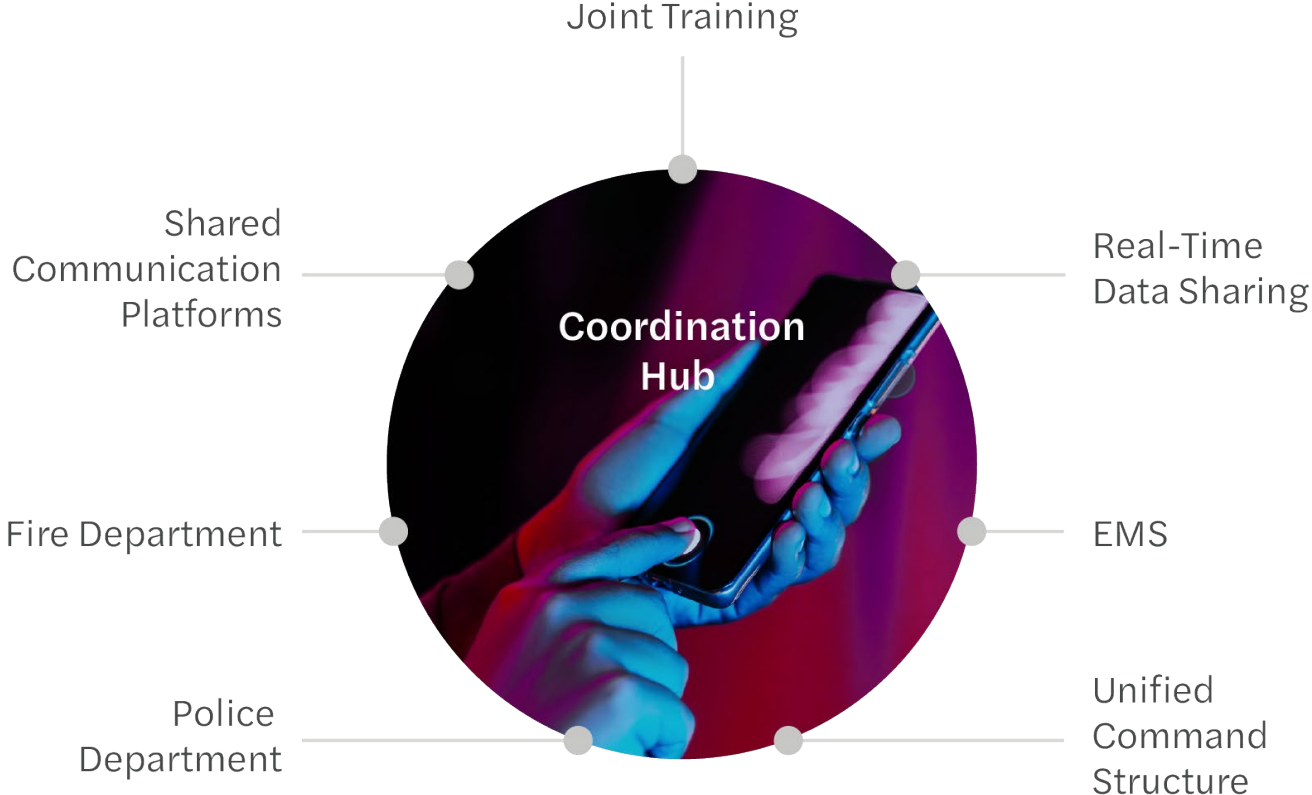 Joint Training
Shared
Communication
Platforms
Real-Time
Data Sharing
Coordination
Hub
Fire Department
EMS
Police
Department
Unified
Command
Structure